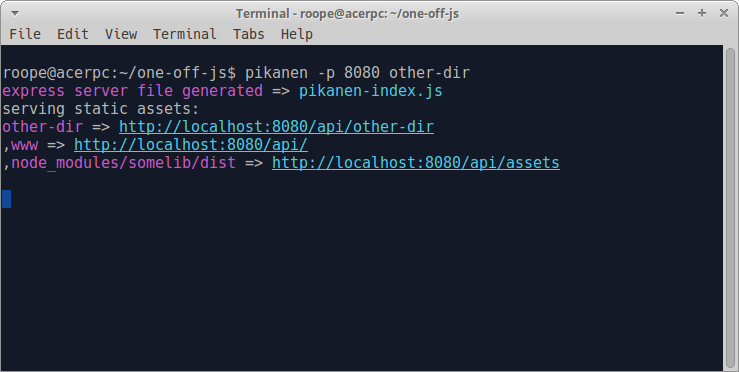 Terminal - roope@acerpc: ~/one-off-js
File Edit View Terminal Tabs Help
roope@acerpc:~/one-off-js$ pikanen -p 8080 other-dir
express server file generated => pikanen-index.js
serving static assets:
other-dir => http://localhost:8080/api/other-dir
,www => http://localhost:8080/api/
,node_modules/somelib/dist => http://localhost:8080/api/assets